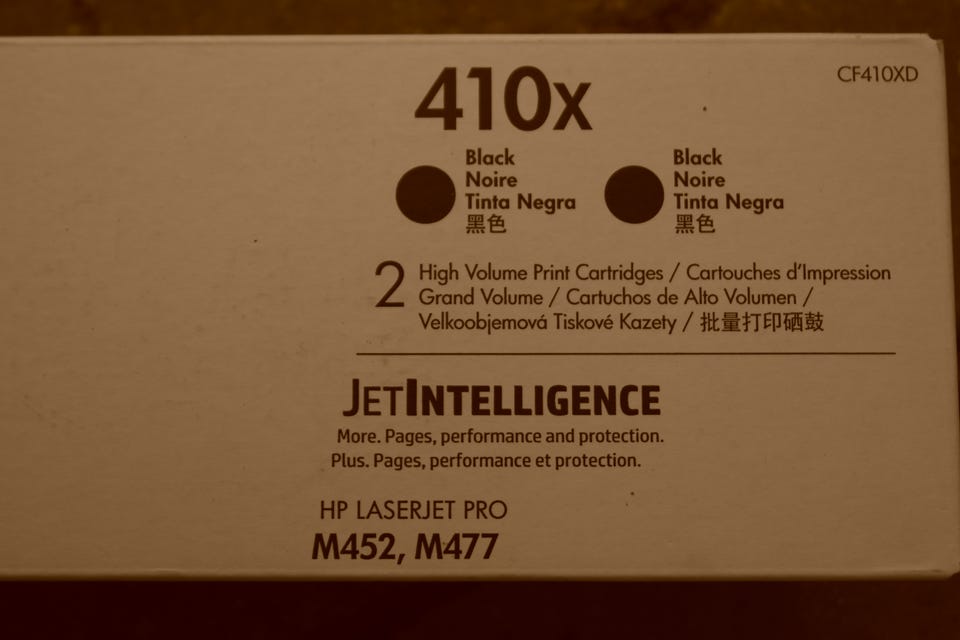 410x
CF410XD
Black
Noire
Tinta Negra
黑色
Black
Noire
Tinta Negra
黑色
2
High Volume Print Cartridges / Cartouches d'Impression
Grand Volume / Cartuchos de Alto Volumen /
Velkoobjemová Tiskové Kazety / 批量打印硒鼓
JETINTELLIGENCE
More. Pages, performance and protection.
Plus. Pages, performance et protection.
HP LASERJET PRO
M452, M477